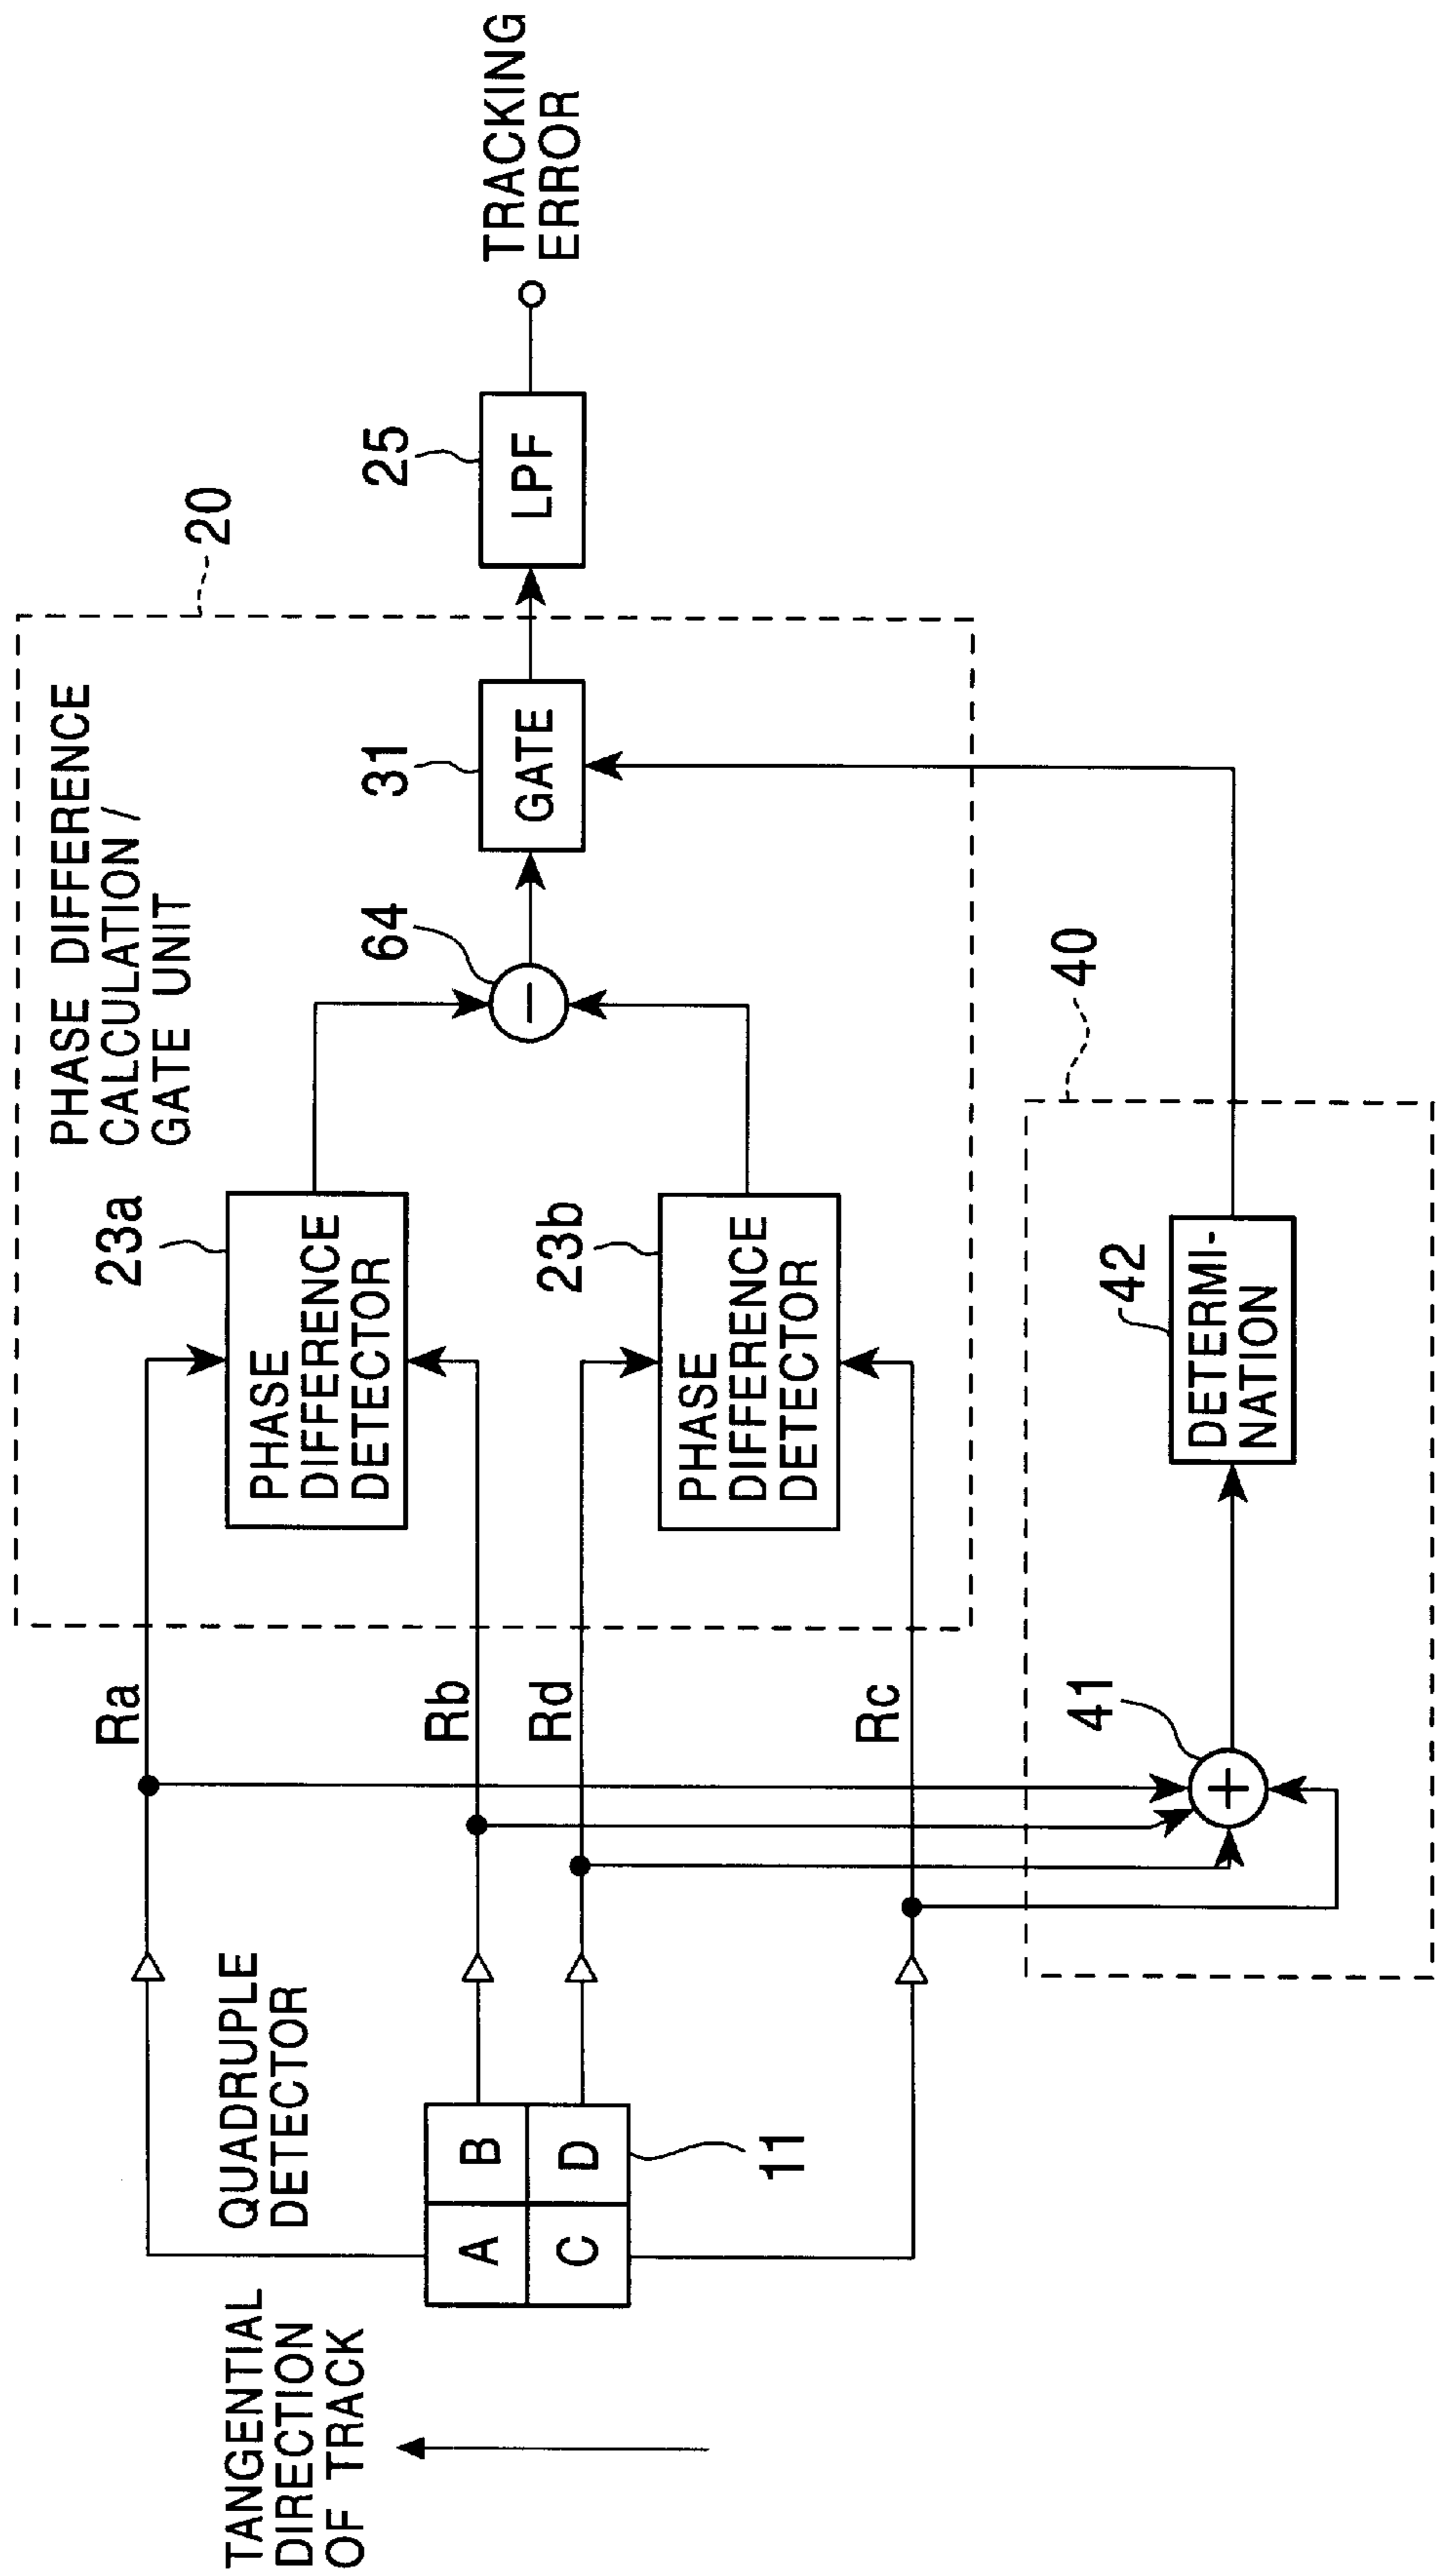 TANGENTIAL
DIRECTION
OF TRACK
QUADRUPLE
DETECTOR
A
B
C
D
11
Ra
Rb
Rd
Rc
PHASE DIFFERENCE
CALCULATION /
GATE UNIT
20
23a
PHASE
DIFFERENCE
DETECTOR
23b
PHASE
DIFFERENCE
DETECTOR
64
−
31
GATE
25
LPF
TRACKING
ERROR
40
41
+
42
DETERMI-
NATION